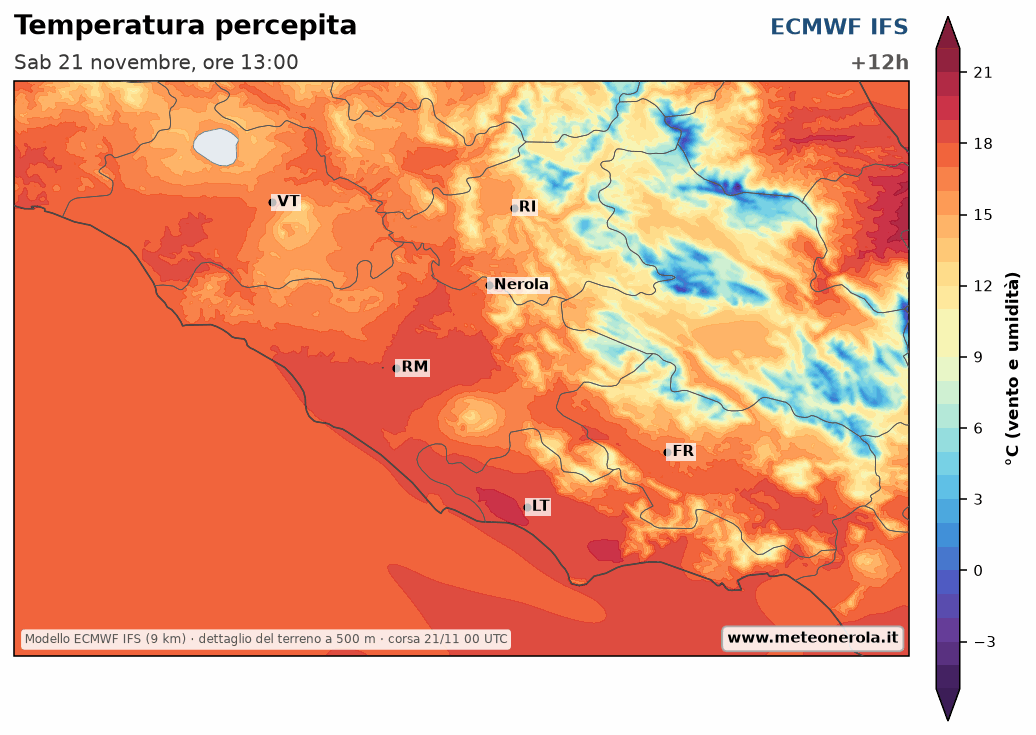 Temperatura percepita
ECMWF IFS
Sab 21 novembre, ore 13:00
+12h
VT
RI
Nerola
RM
FR
LT
Modello ECMWF IFS (9 km) · dettaglio del terreno a 500 m · corsa 21/11 00 UTC
www.meteonerola.it
21
18
15
12
9
6
3
0
−3
°C (vento e umidità)